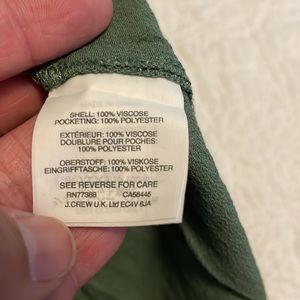 SHELL: 100% VISCOSE
POCKETING: 100% POLYESTER
EXTÉRIEUR: 100% VISCOSE
DOUBLURE POUR POCHES:
100% POLYESTER
OBERSTOFF: 100% VISKOSE
EINGRIFFTASCHE: 100% POLYESTER
SEE REVERSE FOR CARE
RN77388 CA56445
J.CREW U.K. Ltd EC4V 6JA